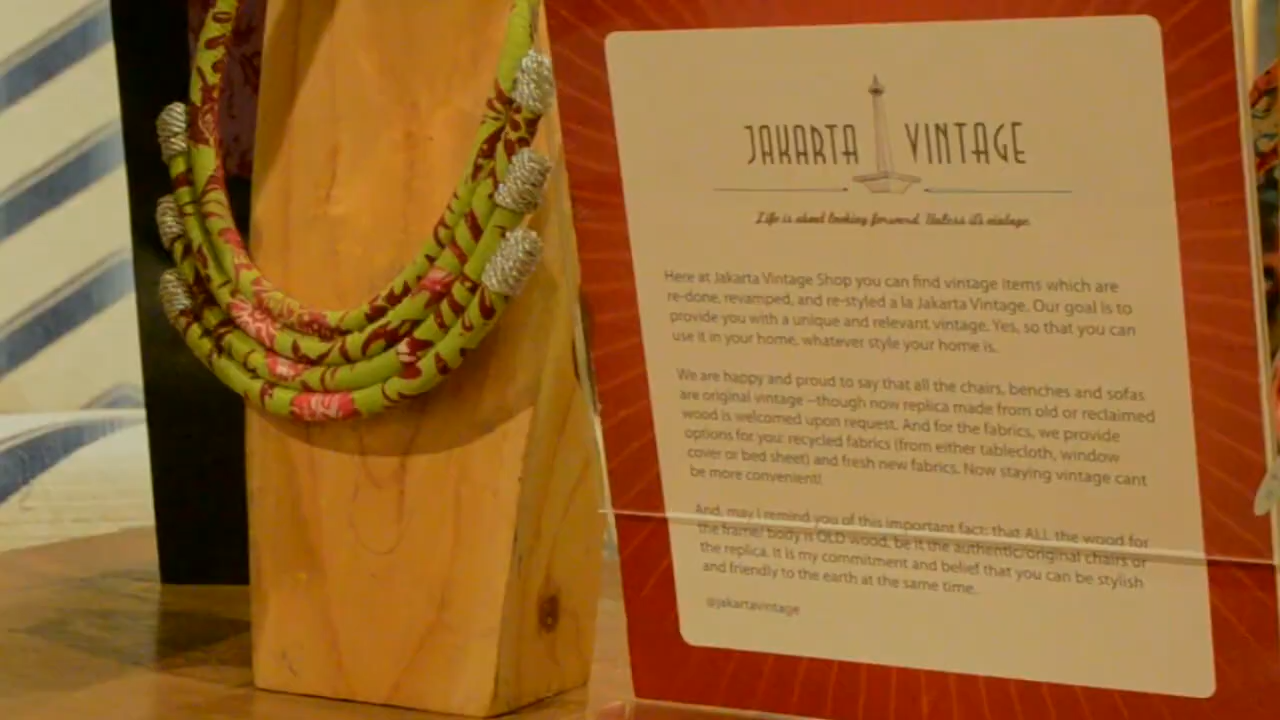 JAKARTA VINTAGE
Life is about looking forward. Unless it's vintage.
Here at Jakarta Vintage Shop you can find vintage items which are
re-done, revamped, and re-styled a la Jakarta Vintage. Our goal is to
provide you with a unique and relevant vintage. Yes, so that you can
use it in your home, whatever style your home is.
We are happy and proud to say that all the chairs, benches and sofas
are original vintage –though now replica made from old or reclaimed
wood is welcomed upon request. And for the fabrics, we provide
options for you: recycled fabrics (from either tablecloth, window
cover or bed sheet) and fresh new fabrics. Now staying vintage cant
be more convenient!
And, may I remind you of this important fact: that ALL the wood for
the frame/ body is OLD wood, be it the authentic/original chairs or
the replica. It is my commitment and belief that you can be stylish
and friendly to the earth at the same time.
@jakartavintage